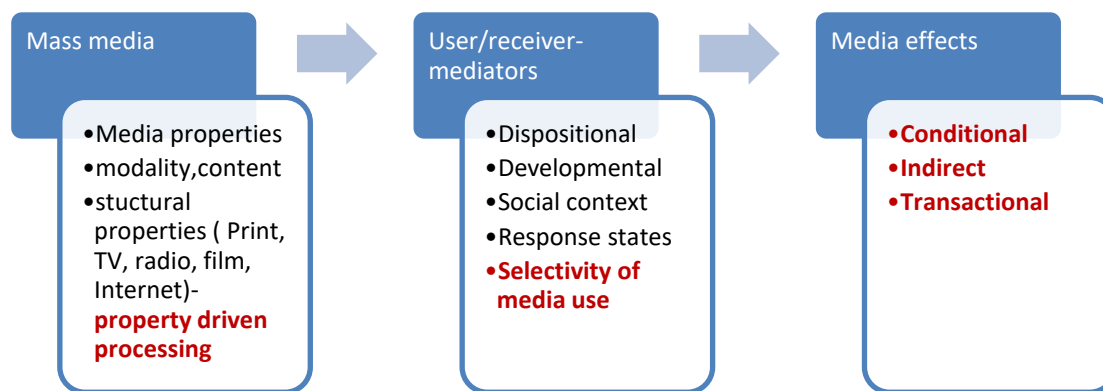 Mass media
•Media properties
•modality,content
•stuctural
properties ( Print,
TV, radio, film,
Internet)-
property driven
processing
User/receiver-
mediators
•Dispositional
•Developmental
•Social context
•Response states
•Selectivity of
media use
Media effects
•Conditional
•Indirect
•Transactional